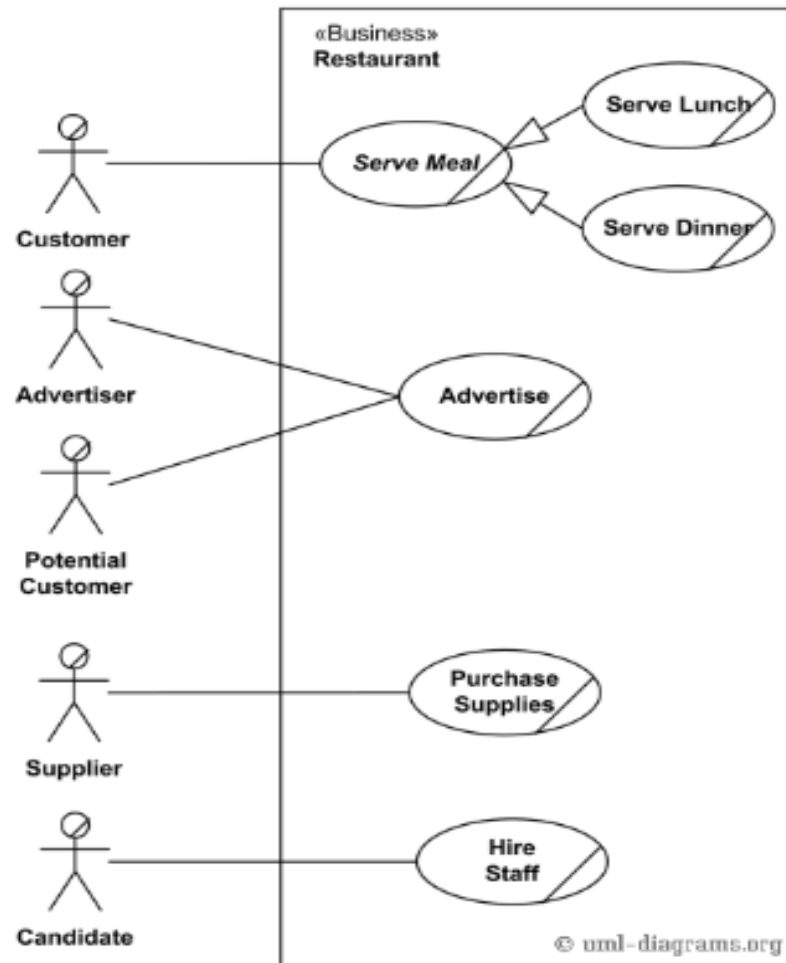 «Business»
Restaurant
Serve Lunch
Serve Meal
Serve Dinner
Customer
Advertiser
Advertise
Potential
Customer
Purchase
Supplies
Supplier
Hire
Staff
Candidate
© uml-diagrams.org